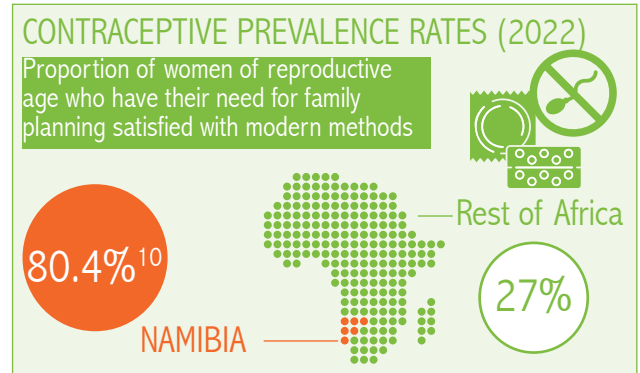 CONTRACEPTIVE PREVALENCE RATES (2022)
Proportion of women of reproductive
age who have their need for family
planning satisfied with modern methods
Rest of Africa
80.4%¹⁰
27%
NAMIBIA